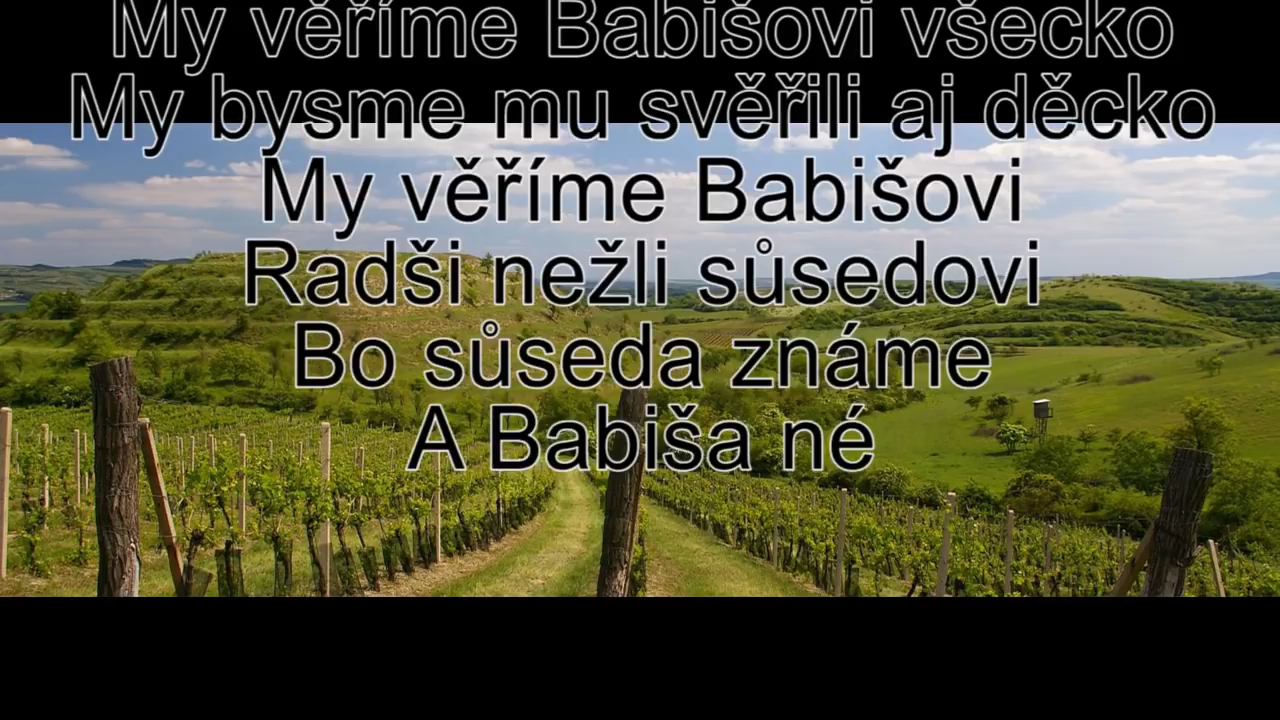 My věříme Babišovi všecko
My bysme mu svěřili aj děcko
My věříme Babišovi
Radši nežli sůsedovi
Bo sůseda známe
A Babiša né